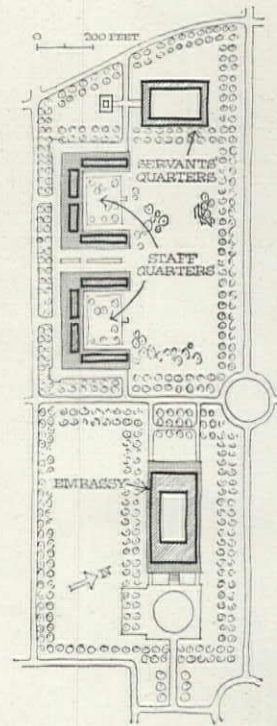 0 200 FEET
SERVANTS'
QUARTERS
STAFF
QUARTERS
EMBASSY
N